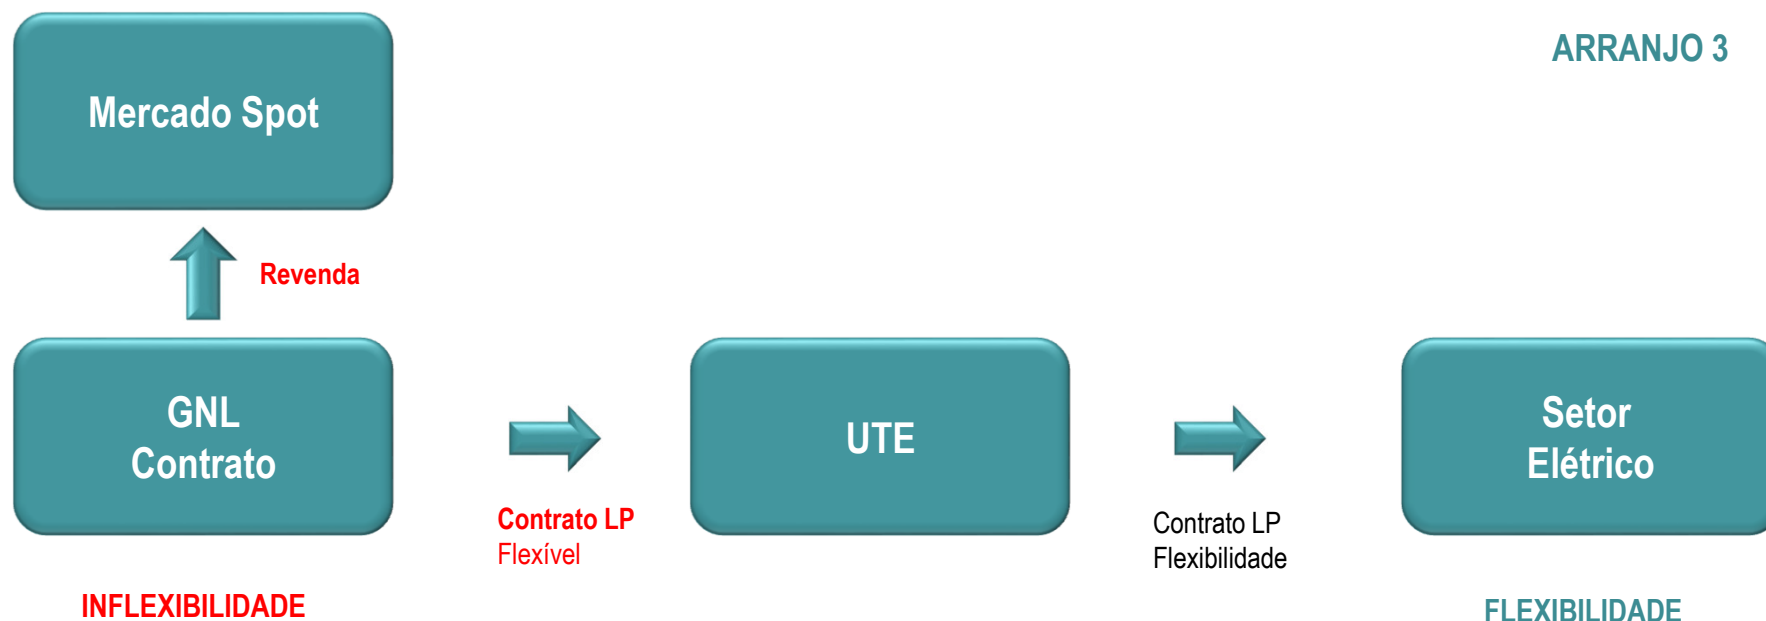 ARRANJO 3
Mercado Spot
Revenda
GNL
Contrato
UTE
Setor
Elétrico
Contrato LP
Flexível
Contrato LP
Flexibilidade
INFLEXIBILIDADE
FLEXIBILIDADE